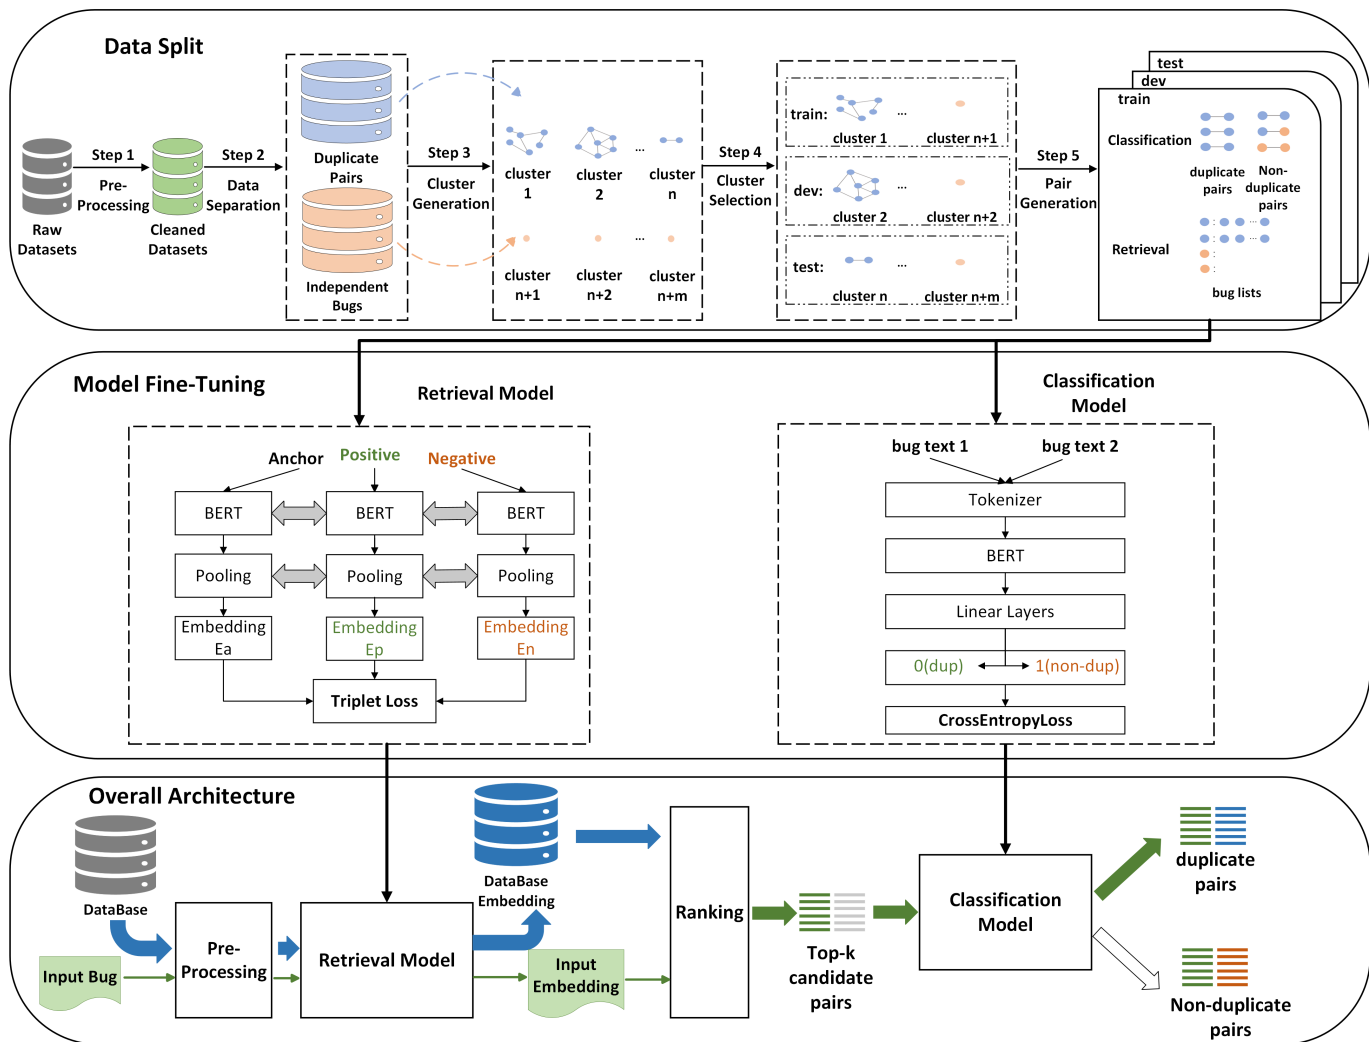 Data Split
Raw
Datasets
Step 1
Pre-
Processing
Cleaned
Datasets
Step 2
Data
Separation
Duplicate
Pairs
Independent
Bugs
Step 3
Cluster
Generation
...
cluster
1
cluster
2
cluster
n
...
cluster
n+1
cluster
n+2
cluster
n+m
Step 4
Cluster
Selection
train:
...
cluster 1
cluster n+1
dev:
...
cluster 2
cluster n+2
test:
...
cluster n
cluster n+m
Step 5
Pair
Generation
test
dev
train
Classification
duplicate
pairs
Non-
duplicate
pairs
Retrieval
: ...
: ...
:
:
bug lists
Model Fine-Tuning
Retrieval Model
Anchor
Positive
Negative
BERT
BERT
BERT
Pooling
Pooling
Pooling
Embedding
Ea
Embedding
Ep
Embedding
En
Triplet Loss
Classification
Model
bug text 1
bug text 2
Tokenizer
BERT
Linear Layers
0(dup)
1(non-dup)
CrossEntropyLoss
Overall Architecture
DataBase
Input Bug
Pre-
Processing
Retrieval Model
DataBase
Embedding
Input
Embedding
Ranking
Top-k
candidate
pairs
Classification
Model
duplicate
pairs
Non-duplicate
pairs